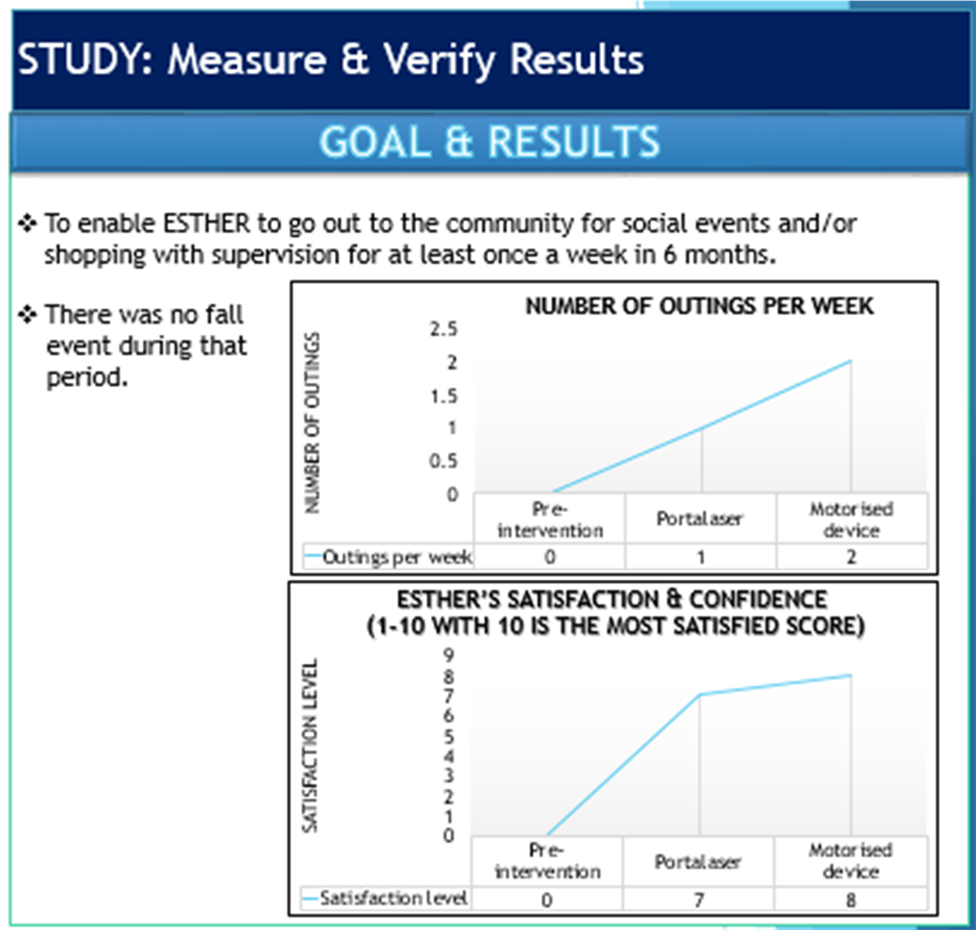 STUDY: Measure & Verify Results
GOAL & RESULTS
❖ To enable ESTHER to go out to the community for social events and/or
shopping with supervision for at least once a week in 6 months.
❖ There was no fall
event during that
period.
NUMBER OF OUTINGS PER WEEK
NUMBER OF OUTINGS
2.5
2
1.5
1
0.5
0
Pre-
intervention
Portalaser
Motorised
device
Outings per week 0 1 2
ESTHER'S SATISFACTION & CONFIDENCE
(1-10 WITH 10 IS THE MOST SATISFIED SCORE)
SATISFACTION LEVEL
9
8
7
6
5
4
3
2
1
0
Pre-
intervention
Portalaser
Motorised
device
Satisfaction level 0 7 8